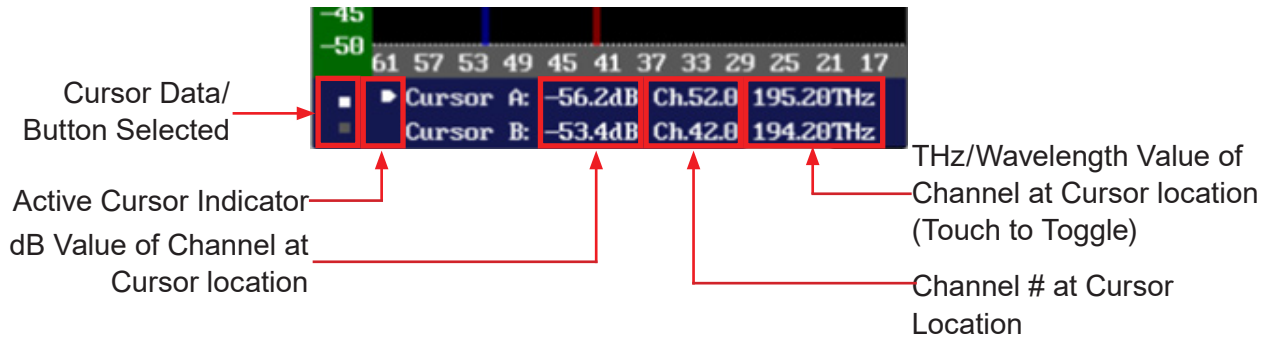 -45
-50
61 57 53 49 45 41 37 33 29 25 21 17
Cursor A: -56.2dB Ch.52.0 195.20THz
Cursor B: -53.4dB Ch.42.0 194.20THz
Cursor Data/
Button Selected
Active Cursor Indicator
dB Value of Channel at
Cursor location
THz/Wavelength Value of
Channel at Cursor location
(Touch to Toggle)
Channel # at Cursor
Location